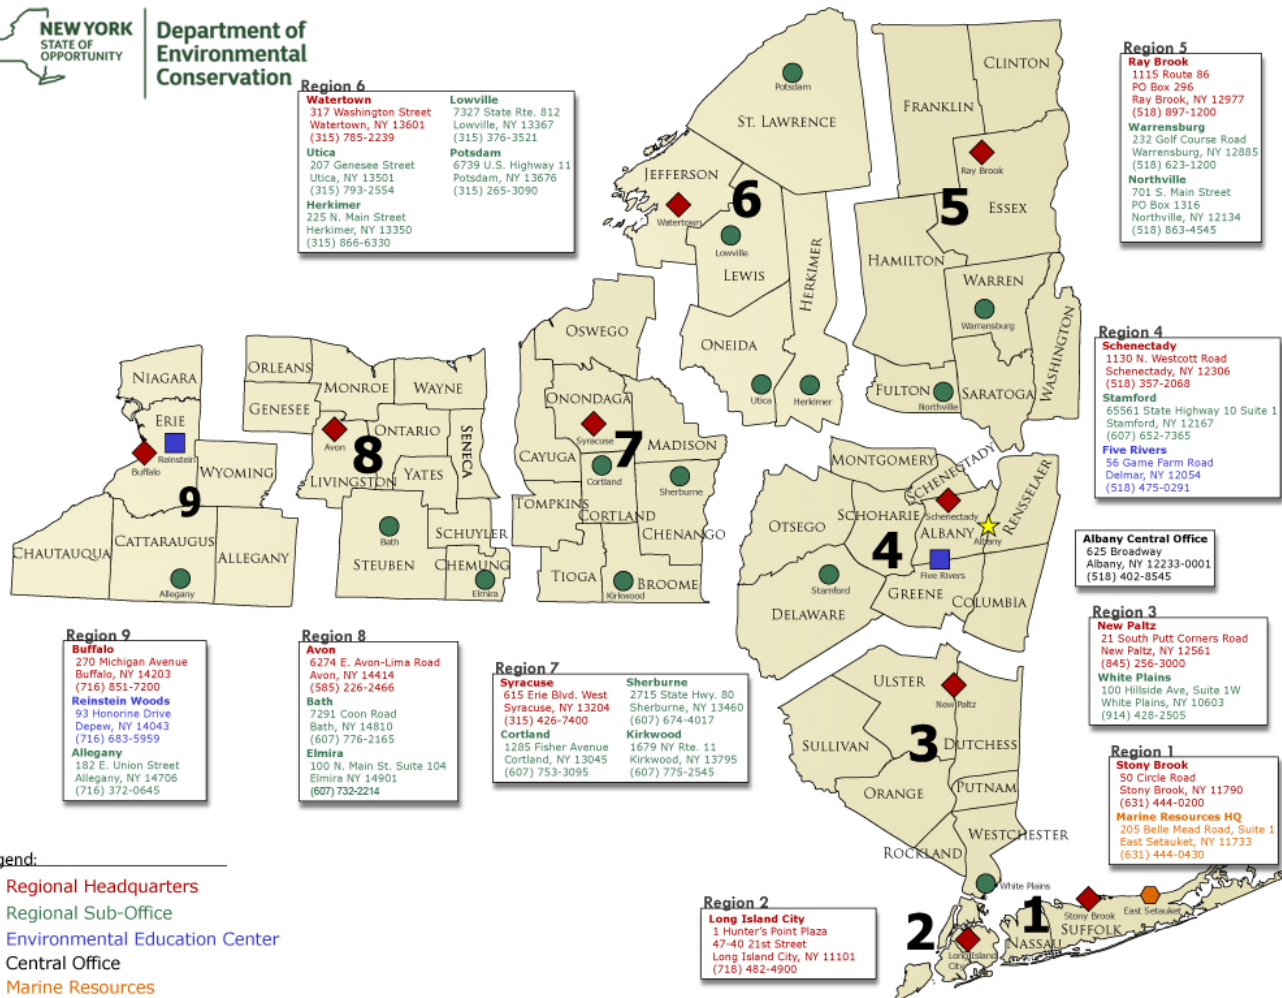 NEW YORK
STATE OF
OPPORTUNITY
Department of
Environmental
Conservation
Region 6
Watertown
317 Washington Street
Watertown, NY 13601
(315) 785-2239
Utica
207 Genesee Street
Utica, NY 13501
(315) 793-2554
Herkimer
225 N. Main Street
Herkimer, NY 13350
(315) 866-6330
Lowville
7327 State Rte. 812
Lowville, NY 13367
(315) 376-3521
Potsdam
6739 U.S. Highway 11
Potsdam, NY 13676
(315) 265-3090
Region 5
Ray Brook
1115 Route 86
PO Box 296
Ray Brook, NY 12977
(518) 897-1200
Warrensburg
232 Golf Course Road
Warrensburg, NY 12885
(518) 623-1200
Northville
701 S. Main Street
PO Box 1316
Northville, NY 12134
(518) 863-4545
Region 4
Schenectady
1130 N. Westcott Road
Schenectady, NY 12306
(518) 357-2068
Stamford
65561 State Highway 10 Suite 1
Stamford, NY 12167
(607) 652-7365
Five Rivers
56 Game Farm Road
Delmar, NY 12054
(518) 475-0291
Albany Central Office
625 Broadway
Albany, NY 12233-0001
(518) 402-8545
Region 3
New Paltz
21 South Putt Corners Road
New Paltz, NY 12561
(845) 256-3000
White Plains
100 Hillside Ave, Suite 1W
White Plains, NY 10603
(914) 428-2505
Region 1
Stony Brook
50 Circle Road
Stony Brook, NY 11790
(631) 444-0200
Marine Resources HQ
205 Belle Mead Road, Suite 1
East Setauket, NY 11733
(631) 444-0430
Region 2
Long Island City
1 Hunter's Point Plaza
47-40 21st Street
Long Island City, NY 11101
(718) 482-4900
Region 7
Syracuse
615 Erie Blvd. West
Syracuse, NY 13204
(315) 426-7400
Cortland
1285 Fisher Avenue
Cortland, NY 13045
(607) 753-3095
Sherburne
2715 State Hwy. 80
Sherburne, NY 13460
(607) 674-4017
Kirkwood
1679 NY Rte. 11
Kirkwood, NY 13795
(607) 775-2545
Region 8
Avon
6274 E. Avon-Lima Road
Avon, NY 14414
(585) 226-2466
Bath
7291 Coon Road
Bath, NY 14810
(607) 776-2165
Elmira
100 N. Main St. Suite 104
Elmira NY 14901
(607) 732-2214
Region 9
Buffalo
270 Michigan Avenue
Buffalo, NY 14203
(716) 851-7200
Reinstein Woods
93 Honorine Drive
Depew, NY 14043
(716) 683-5959
Allegany
182 E. Union Street
Allegany, NY 14706
(716) 372-0645
CLINTON
FRANKLIN
Ray Brook
5
ESSEX
HAMILTON
WARREN
Warrensburg
WASHINGTON
FULTON
Northville
SARATOGA
Potsdam
ST. LAWRENCE
JEFFERSON
6
Watertown
Lowville
LEWIS
HERKIMER
ONEIDA
Utica
Herkimer
OSWEGO
ONONDAGA
Syracuse
7
MADISON
CAYUGA
Cortland
Sherburne
TOMPKINS
CORTLAND
CHENANGO
TIOGA
Kirkwood
BROOME
ORLEANS
MONROE
WAYNE
GENESEE
Avon
ONTARIO
SENECA
8
LIVINGSTON
YATES
Bath
STEUBEN
SCHUYLER
CHEMUNG
Elmira
NIAGARA
ERIE
Reinstein
Buffalo
WYOMING
9
CHAUTAUQUA
CATTARAUGUS
ALLEGANY
Allegany
MONTGOMERY
SCHENECTADY
RENSSELAER
OTSEGO
SCHOHARIE
Schenectady
ALBANY
Albany
4
Five Rivers
Stamford
DELAWARE
GREENE
COLUMBIA
ULSTER
New Paltz
SULLIVAN
3
DUTCHESS
ORANGE
PUTNAM
WESTCHESTER
ROCKLAND
White Plains
2
Long Island
City
1
NASSAU
Stony Brook
East Setauket
SUFFOLK
gend:
Regional Headquarters
Regional Sub-Office
Environmental Education Center
Central Office
Marine Resources